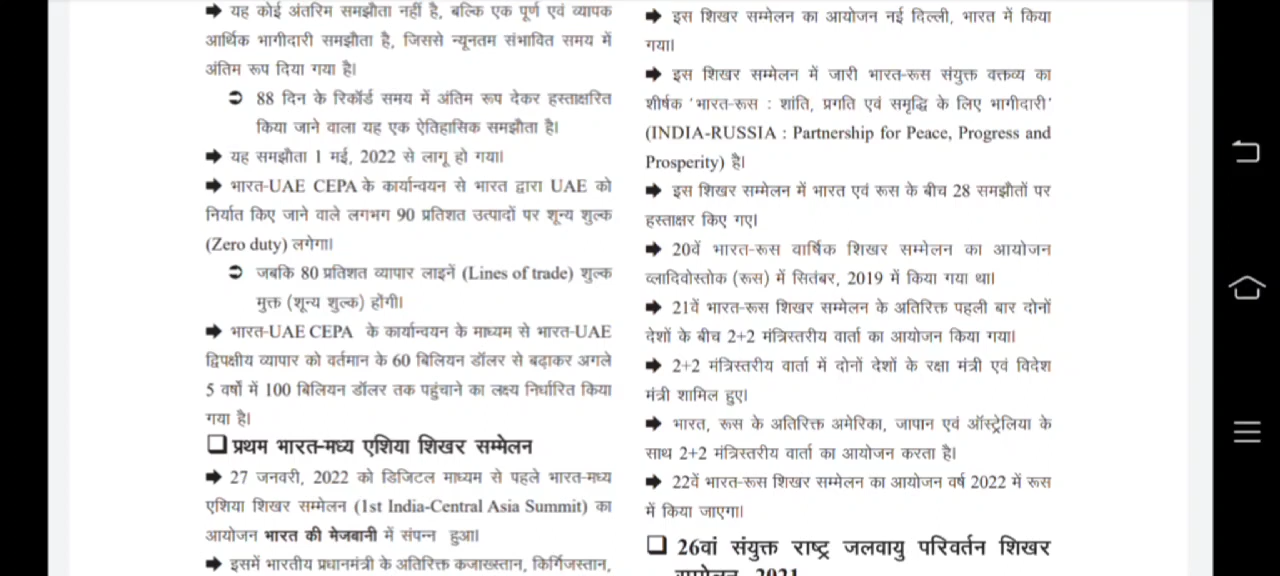 ➡ यह कोई अंतरिम समझौता नहीं है, बल्कि एक पूर्ण एवं व्यापक
आर्थिक भागीदारी समझौता है, जिससे न्यूनतम संभावित समय में
अंतिम रूप दिया गया है।
➲ 88 दिन के रिकॉर्ड समय में अंतिम रूप देकर हस्ताक्षरित
किया जाने वाला यह एक ऐतिहासिक समझौता है।
➡ यह समझौता 1 मई, 2022 से लागू हो गया।
➡ भारत-UAE CEPA के कार्यान्वयन से भारत द्वारा UAE को
निर्यात किए जाने वाले लगभग 90 प्रतिशत उत्पादों पर शून्य शुल्क
(Zero duty) लगेगा।
➲ जबकि 80 प्रतिशत व्यापार लाइनें (Lines of trade) शुल्क
मुक्त (शून्य शुल्क) होंगी।
➡ भारत-UAE CEPA के कार्यान्वयन के माध्यम से भारत-UAE
द्विपक्षीय व्यापार को वर्तमान के 60 बिलियन डॉलर से बढ़ाकर अगले
5 वर्षों में 100 बिलियन डॉलर तक पहुंचाने का लक्ष्य निर्धारित किया
गया है।
❑ प्रथम भारत-मध्य एशिया शिखर सम्मेलन
➡ 27 जनवरी, 2022 को डिजिटल माध्यम से पहले भारत-मध्य
एशिया शिखर सम्मेलन (1st India-Central Asia Summit) का
आयोजन भारत की मेजबानी में संपन्न हुआ।
➡ इसमें भारतीय प्रधानमंत्री के अतिरिक्त कजाख्स्तान, किर्गिजस्तान,
➡ इस शिखर सम्मेलन का आयोजन नई दिल्ली, भारत में किया
गया।
➡ इस शिखर सम्मेलन में जारी भारत-रूस संयुक्त वक्तव्य का
शीर्षक 'भारत-रूस : शांति, प्रगति एवं समृद्धि के लिए भागीदारी'
(INDIA-RUSSIA : Partnership for Peace, Progress and
Prosperity) है।
➡ इस शिखर सम्मेलन में भारत एवं रूस के बीच 28 समझौतों पर
हस्ताक्षर किए गए।
➡ 20वें भारत-रूस वार्षिक शिखर सम्मेलन का आयोजन
व्लादिवोस्तोक (रूस) में सितंबर, 2019 में किया गया था।
➡ 21वें भारत-रूस शिखर सम्मेलन के अतिरिक्त पहली बार दोनों
देशों के बीच 2+2 मंत्रिस्तरीय वार्ता का आयोजन किया गया।
➡ 2+2 मंत्रिस्तरीय वार्ता में दोनों देशों के रक्षा मंत्री एवं विदेश
मंत्री शामिल हुए।
➡ भारत, रूस के अतिरिक्त अमेरिका, जापान एवं ऑस्ट्रेलिया के
साथ 2+2 मंत्रिस्तरीय वार्ता का आयोजन करता है।
➡ 22वें भारत-रूस शिखर सम्मेलन का आयोजन वर्ष 2022 में रूस
में किया जाएगा।
❑ 26वां संयुक्त राष्ट्र जलवायु परिवर्तन शिखर
सम्मेलन, 2021